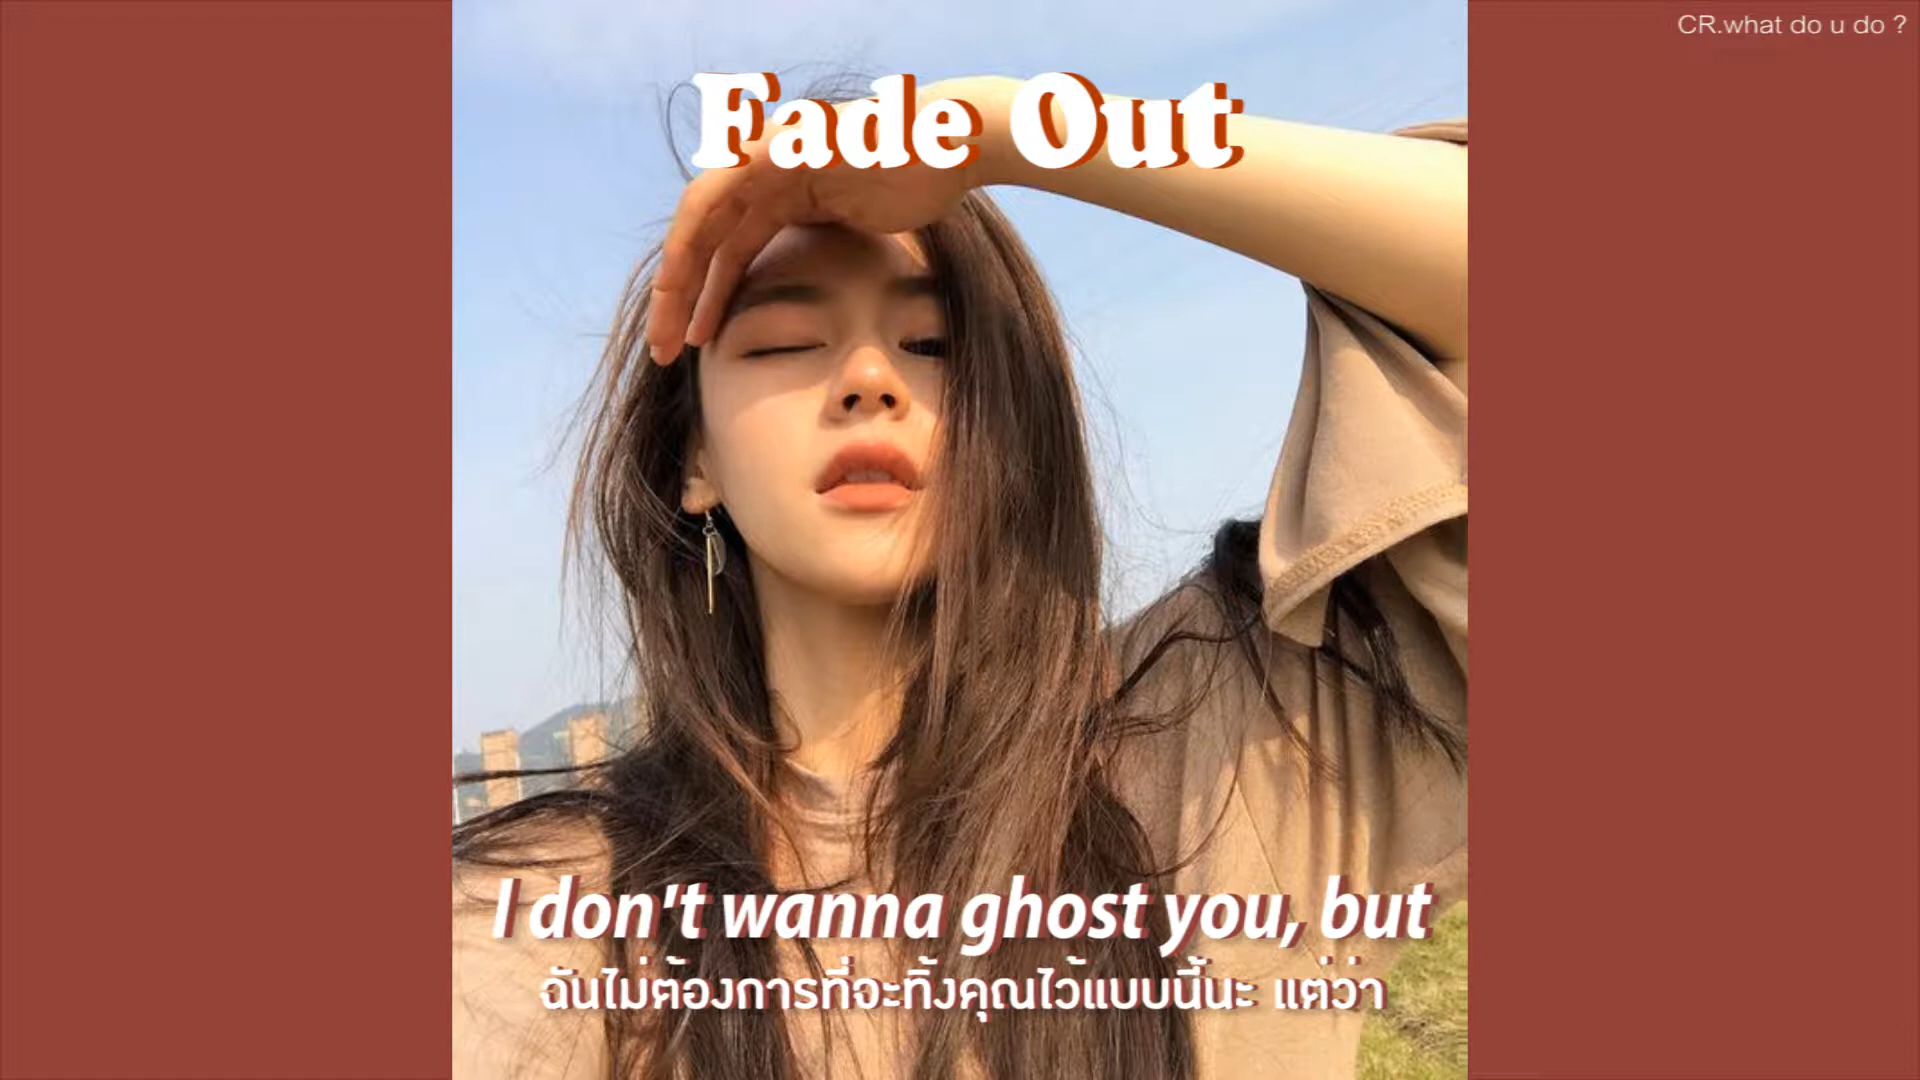 CR.what do u do ?
Fade Out
I don't wanna ghost you, but
ฉันไม่ต้องการที่จะทิ้งคุณไว้แบบนี้นะ แต่ว่า